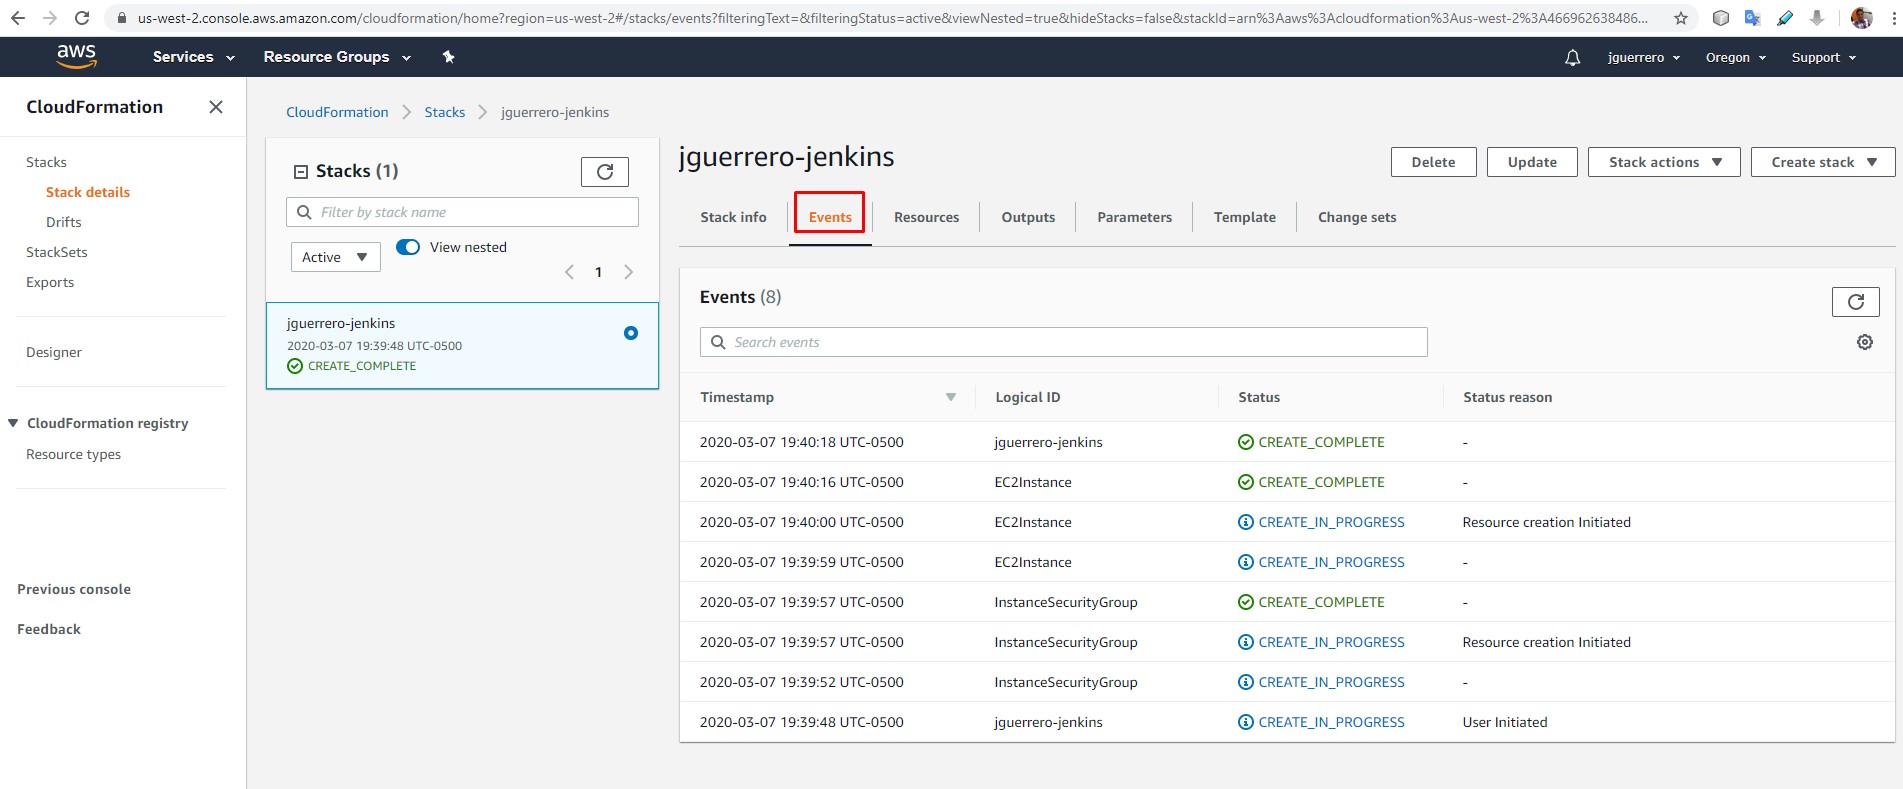 us-west-2.console.aws.amazon.com/cloudformation/home?region=us-west-2#/stacks/events?filteringText=&filteringStatus=active&viewNested=true&hideStacks=false&stackId=arn%3Aaws%3Acloudformation%3Aus-west-2%3A466962638486...
aws Services Resource Groups jguerrero Oregon Support
CloudFormation
Stacks
Stack details
Drifts
StackSets
Exports
Designer
CloudFormation registry
Resource types
Previous console
Feedback
CloudFormation Stacks jguerrero-jenkins
Stacks (1)
Filter by stack name
Active View nested
1
jguerrero-jenkins
2020-03-07 19:39:48 UTC-0500
CREATE_COMPLETE
jguerrero-jenkins
Delete Update Stack actions Create stack
Stack info Events Resources Outputs Parameters Template Change sets
Events (8)
Search events
Timestamp Logical ID Status Status reason
2020-03-07 19:40:18 UTC-0500 jguerrero-jenkins CREATE_COMPLETE -
2020-03-07 19:40:16 UTC-0500 EC2Instance CREATE_COMPLETE -
2020-03-07 19:40:00 UTC-0500 EC2Instance CREATE_IN_PROGRESS Resource creation Initiated
2020-03-07 19:39:59 UTC-0500 EC2Instance CREATE_IN_PROGRESS -
2020-03-07 19:39:57 UTC-0500 InstanceSecurityGroup CREATE_COMPLETE -
2020-03-07 19:39:57 UTC-0500 InstanceSecurityGroup CREATE_IN_PROGRESS Resource creation Initiated
2020-03-07 19:39:52 UTC-0500 InstanceSecurityGroup CREATE_IN_PROGRESS -
2020-03-07 19:39:48 UTC-0500 jguerrero-jenkins CREATE_IN_PROGRESS User Initiated